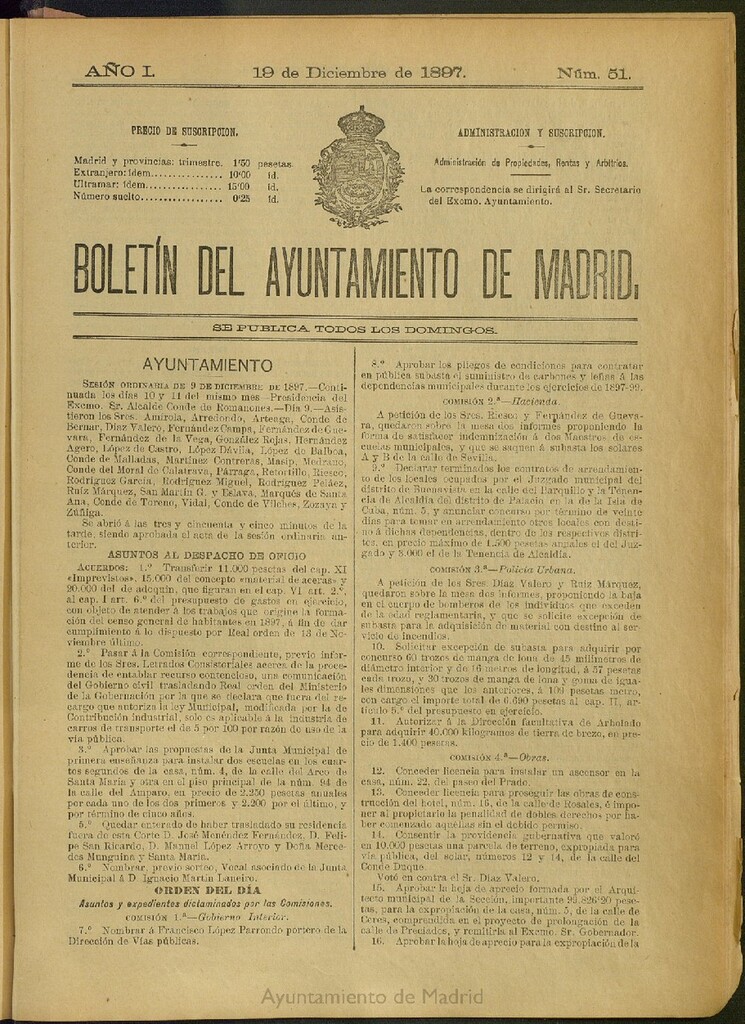 AÑO I.
19 de Diciembre de 1897.
Núm. 51.
PRECIO DE SUSCRIPCION.
Madrid y provincias: trimestre. 1'50 pesetas.
Extranjero: ídem............... 10'00 íd.
Ultramar: ídem................ 15'00 íd.
Número suelto................. 0'25 íd.
ADMINISTRACION Y SUSCRIPCION.
Administración de Propiedades, Rentas y Arbitrios.
La correspondencia se dirigirá al Sr. Secretario
del Excmo. Ayuntamiento.
BOLETÍN DEL AYUNTAMIENTO DE MADRID.
SE PUBLICA TODOS LOS DOMINGOS.
AYUNTAMIENTO
SESIÓN ORDINARIA DE 9 DE DICIEMBRE DE 1897.—Conti-
nuada los días 10 y 11 del mismo mes—Presidencia del
Excmo. Sr. Alcalde Conde de Romanones.—Día 9.—Asis-
tieron los Sres. Amírola, Arredondo, Arteaga, Conde de
Bernar, Díaz Valero, Fernández Campa, Fernández de Gue-
vara, Fernández de la Vega, González Rojas, Hernández
Agero, López de Castro, López Dávila, López de Balboa,
Conde de Malladas, Martínez Contreras, Masip, Medrano,
Conde del Moral de Calatrava, Párraga, Retortillo, Riesco,
Rodríguez García, Rodríguez Miguel, Rodríguez Peláez,
Ruiz Márquez, San Martín G. y Eslava, Marqués de Santa
Ana, Conde de Toreno, Vidal, Conde de Vilches, Zozaya y
Zúñiga.
Se abrió á las tres y cincuenta y cinco minutos de la
tarde, siendo aprobada el acta de la sesión ordinaria an-
terior.
ASUNTOS AL DESPACHO DE OFICIO
ACUERDOS: 1.º Transferir 11.000 pesetas del cap. XI
«Imprevistos», 15.000 del concepto «material de aceras» y
20.000 del de adoquín, que figuran en el cap. VI art. 2.º,
al cap. I art. 6.º del presupuesto de gastos en ejercicio,
con objeto de atender á los trabajos que origine la for-
mación del censo general de habitantes en 1897, á fin de dar
cumplimiento á lo dispuesto por Real orden de 13 de No-
viembre último.
2.º Pasar á la Comisión correspondiente, previo infor-
me de los Sres. Letrados Consistoriales acerca de la proce-
dencia de entablar recurso contencioso, una comunicación
del Gobierno civil trasladando Real orden del Ministerio
de la Gobernación por la que se declara que fuera del re-
cargo que autoriza la ley Municipal, modificada por la de
Contribución industrial, solo es aplicable á la industria de
carros de transporte el de 5 por 100 por razón de uso de la
vía pública.
3.º Aprobar las propuestas de la Junta Municipal de
primera enseñanza para instalar dos escuelas en los cuar-
tos segundos de la casa, núm. 4, de la calle del Arco de
Santa María y otra en el piso principal de la núm. 94 de
la calle del Amparo, en precio de 2.250 pesetas anuales
por cada uno de los dos primeros y 2.200 por el último, y
por término de cinco años.
5.º Quedar enterado de haber trasladado su residencia
fuera de esta Corte D. José Menéndez Fernández, D. Feli-
pe San Ricardo, D. Manuel López Arroyo y Doña Merce-
des Munguina y Santa María.
6.º Nombrar, previo sorteo, Vocal asociado de la Junta
Municipal á D Ignacio Martín Laneiro.
ORDEN DEL DÍA
Asuntos y expedientes dictaminados por las Comisiones.
COMISIÓN 1.ª—Gobierno Interior.
7.º Nombrar á Francisco López Parrondo portero de la
Dirección de Vías públicas.
8.º Aprobar los pliegos de condiciones para contratar
en pública subasta el suministro de carbones y leñas á las
dependencias municipales durante los ejercicios de 1897-99.
COMISIÓN 2.ª—Hacienda.
A petición de los Sres. Riesco y Fernández de Gueva-
ra, quedaron sobre la mesa dos informes proponiendo la
forma de satisfacer indemnización á dos Maestros de es-
cuelas municipales, y que se saquen á subasta los solares
A y B de la calle de Sevilla.
9.º Declarar terminados los contratos de arrendamien-
to de los locales ocupados por el Juzgado municipal del
distrito de Buenavista en la calle del Barquillo y la Tenen-
cia de Alcaldía del distrito de Palacio en la de la Isla de
Cuba, núm. 5, y anunciar concurso por término de veinte
días para tomar en arrendamiento otros locales con desti-
no á dichas dependencias, dentro de los respectivos distri-
tos, en precio máximo de 1.500 pesetas anuales el del Juz-
gado y 3.000 el de la Tenencia de Alcaldía.
COMISIÓN 3.ª—Policía Urbana.
A petición de los Sres. Díaz Valero y Ruiz Márquez,
quedaron sobre la mesa dos informes, proponiendo la baja
en el cuerpo de bomberos de los individuos que exceden
de la edad reglamentaria, y que se solicite excepción de
subasta para la adquisición de material con destino al ser-
vicio de incendios.
10. Solicitar excepción de subasta para adquirir por
concurso 60 trozos de manga de lona de 45 milímetros de
diámetro interior y de 16 metros de longitud, á 57 pesetas
cada trozo, y 30 trozos de manga de lona y goma de igua-
les dimensiones que los anteriores, á 109 pesetas metro,
con cargo el importe total de 6.690 pesetas al cap. II, ar-
tículo 5.º del presupuesto en ejercicio.
11. Autorizar á la Dirección facultativa de Arbolado
para adquirir 40.000 kilogramos de tierra de brezo, en pre-
cio de 1.400 pesetas.
COMISIÓN 4.ª—Obras.
12. Conceder licencia para instalar un ascensor en la
casa, núm. 22, del paseo del Prado.
13. Conceder licencia para proseguir las obras de cons-
trucción del hotel, núm. 16, de la calle de Rosales, é impo-
ner al propietario la penalidad de dobles derechos por ha-
ber comenzado aquéllas sin el debido permiso.
14. Consentir la providencia gubernativa que valoró
en 10.000 pesetas una parcela de terreno, expropiada para
vía pública, del solar, números 12 y 14, de la calle del
Conde Duque.
Votó en contra el Sr. Díaz Valero.
15. Aprobar la hoja de aprecio formada por el Arqui-
tecto municipal de la Sección, importante 99.826'20 pese-
tas, para la expropiación de la casa, núm. 5, de la calle de
Ceres, comprendida en el proyecto de prolongación de la
calle de Preciados, y remitirla al Excmo. Sr. Gobernador.
16. Aprobar la hoja de aprecio para la expropiación de la
Ayuntamiento de Madrid